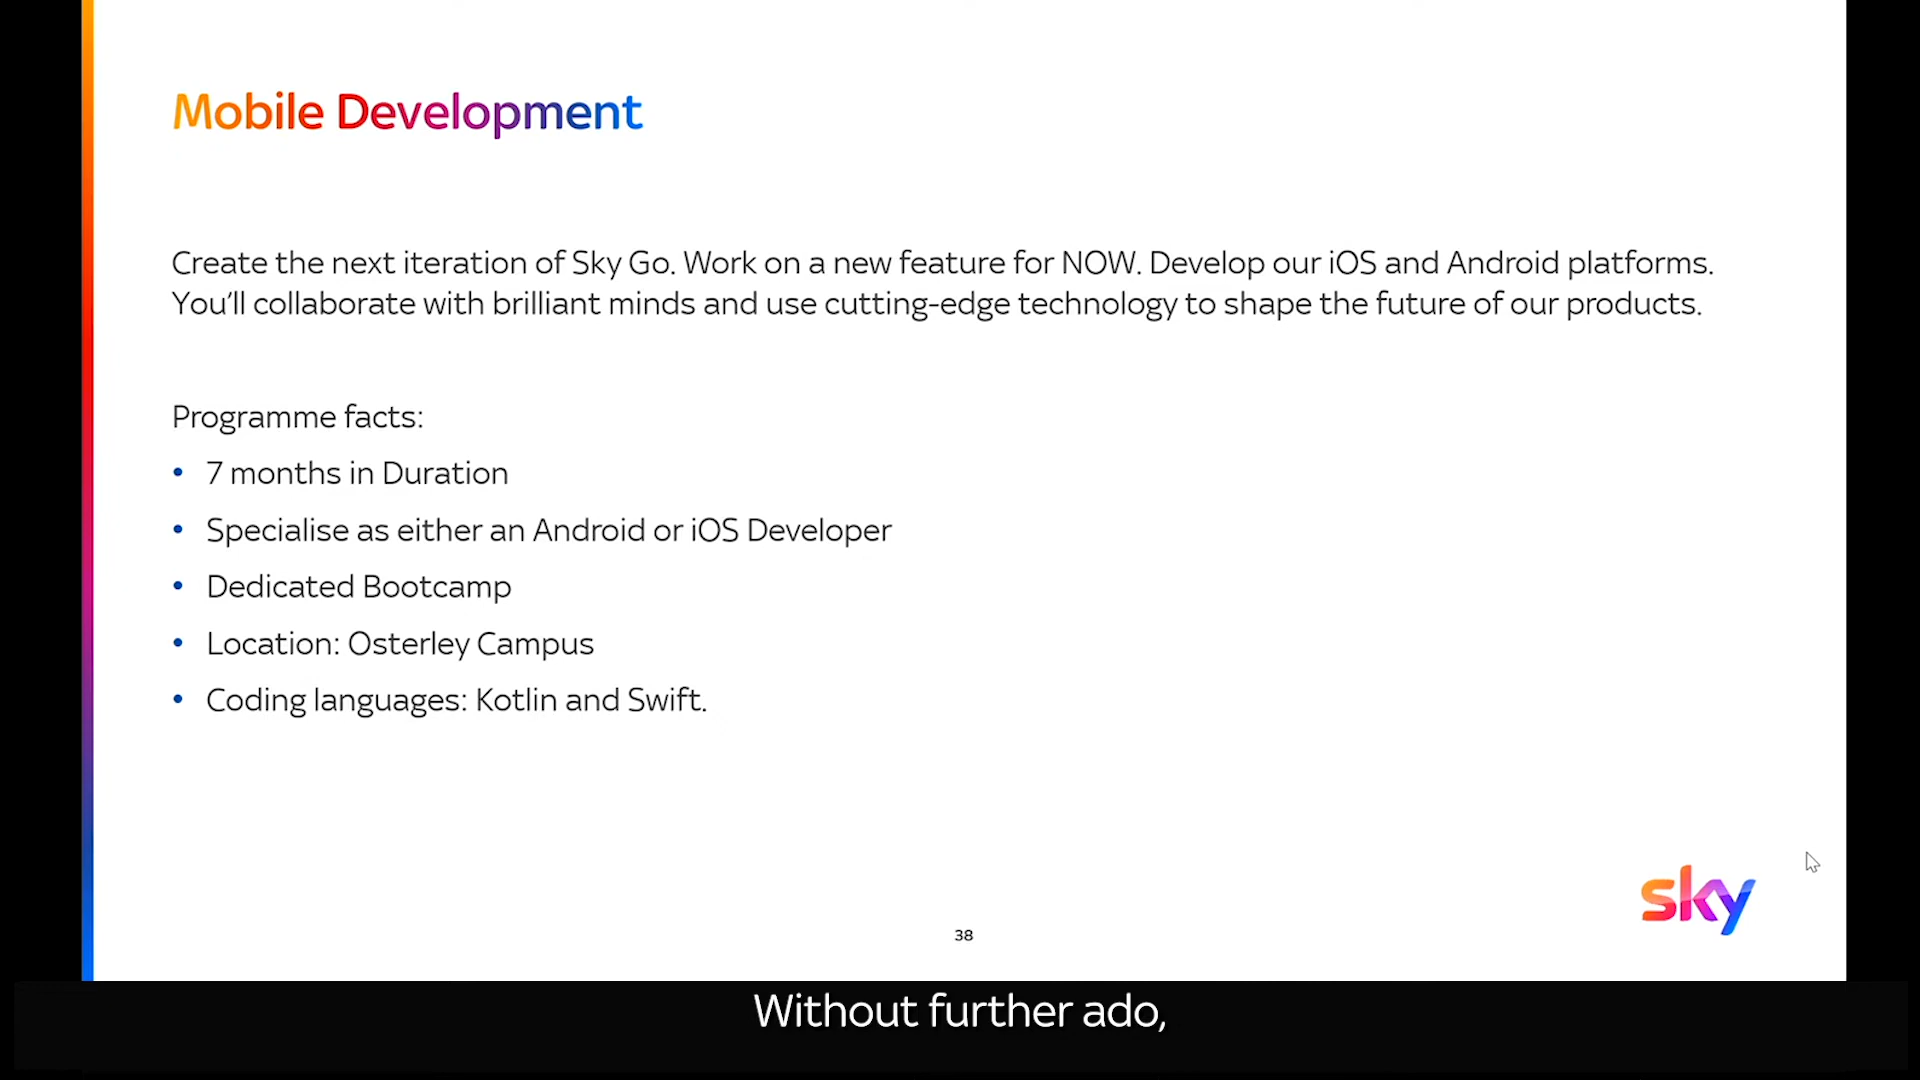 Mobile Development
Create the next iteration of Sky Go. Work on a new feature for NOW. Develop our iOS and Android platforms.
You’ll collaborate with brilliant minds and use cutting-edge technology to shape the future of our products.
Programme facts:
• 7 months in Duration
• Specialise as either an Android or iOS Developer
• Dedicated Bootcamp
• Location: Osterley Campus
• Coding languages: Kotlin and Swift.
sky
38
Without further ado,